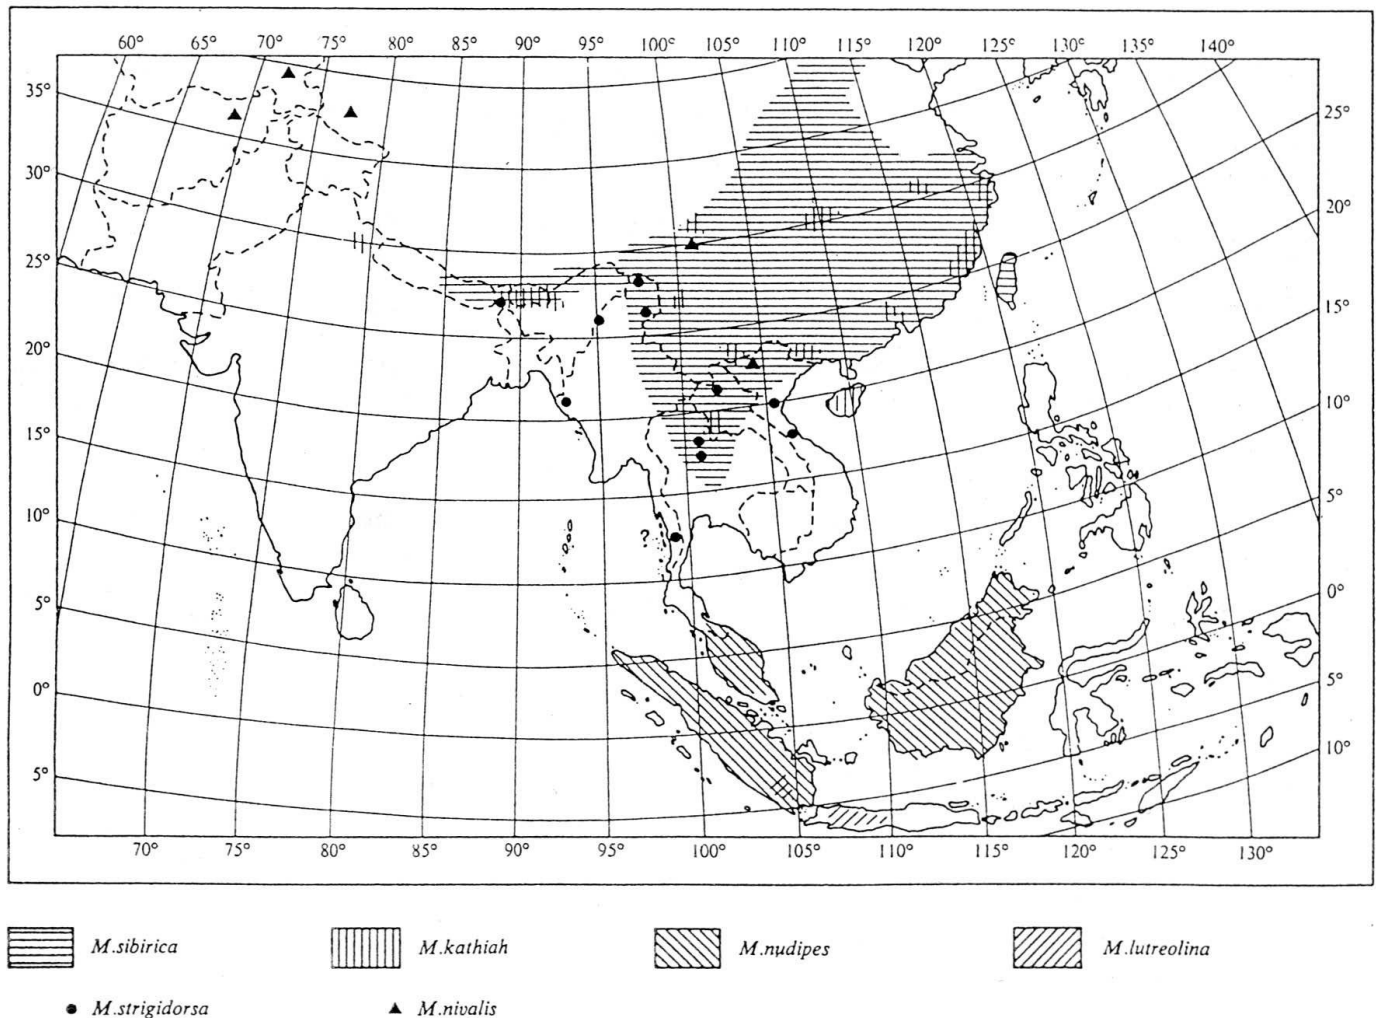 60° 65° 70° 75° 80° 85° 90° 95° 100° 105° 110° 115° 120° 125° 130° 135° 140°
35° 25°
30° 20°
25° 15°
20° 10°
15° 5°
10° ? 0°
5° 5°
0° 10°
5°
70° 75° 80° 85° 90° 95° 100° 105° 110° 115° 120° 125° 130°
M.sibirica M.kathiah M.nudipes M.lutreolina
M.strigidorsa M.nivalis